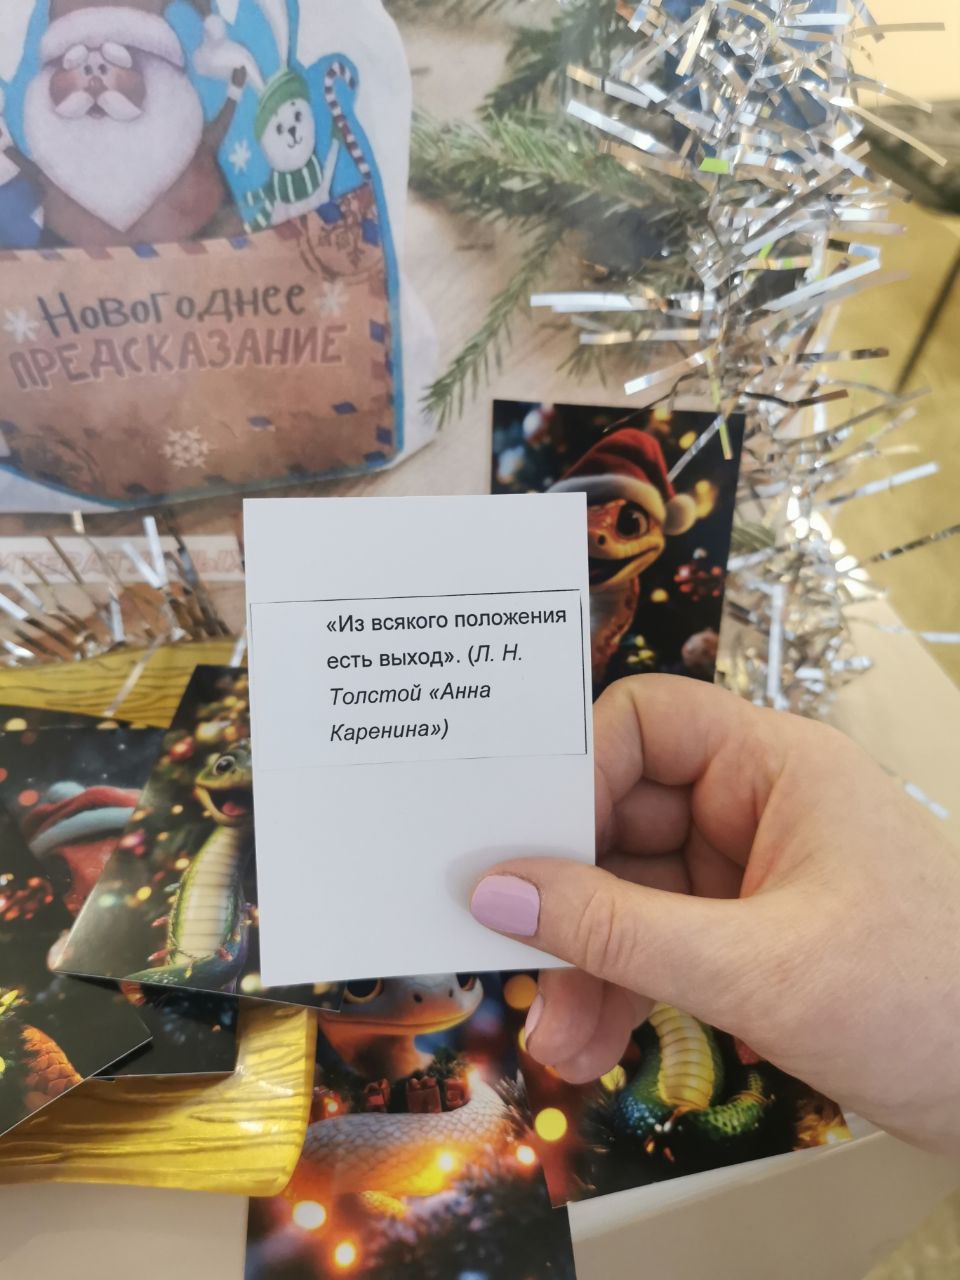 Новогоднее
ПРЕДСКАЗАНИЕ
«Из всякого положения
есть выход». (Л. Н.
Толстой «Анна
Каренина»)